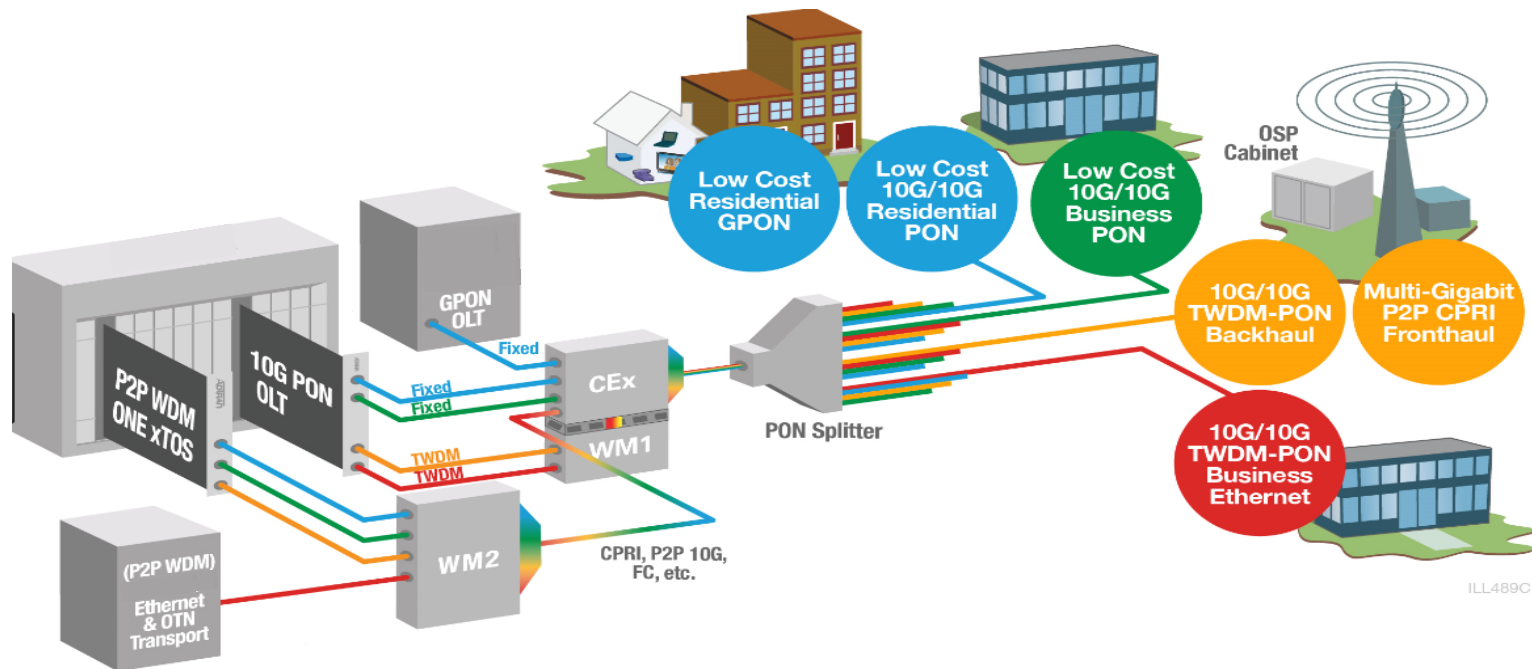 Low Cost
Residential
GPON
Low Cost
10G/10G
Residential
PON
Low Cost
10G/10G
Business
PON
OSP
Cabinet
10G/10G
TWDM-PON
Backhaul
Multi-Gigabit
P2P CPRI
Fronthaul
10G/10G
TWDM-PON
Business
Ethernet
GPON
OLT
Fixed
Fixed
Fixed
TWDM
TWDM
10G PON
OLT
P2P WDM
ONE xTOS
ADTRAN
CEx
WM1
PON Splitter
WM2
CPRI, P2P 10G,
FC, etc.
(P2P WDM)
Ethernet
& OTN
Transport
ILL489C